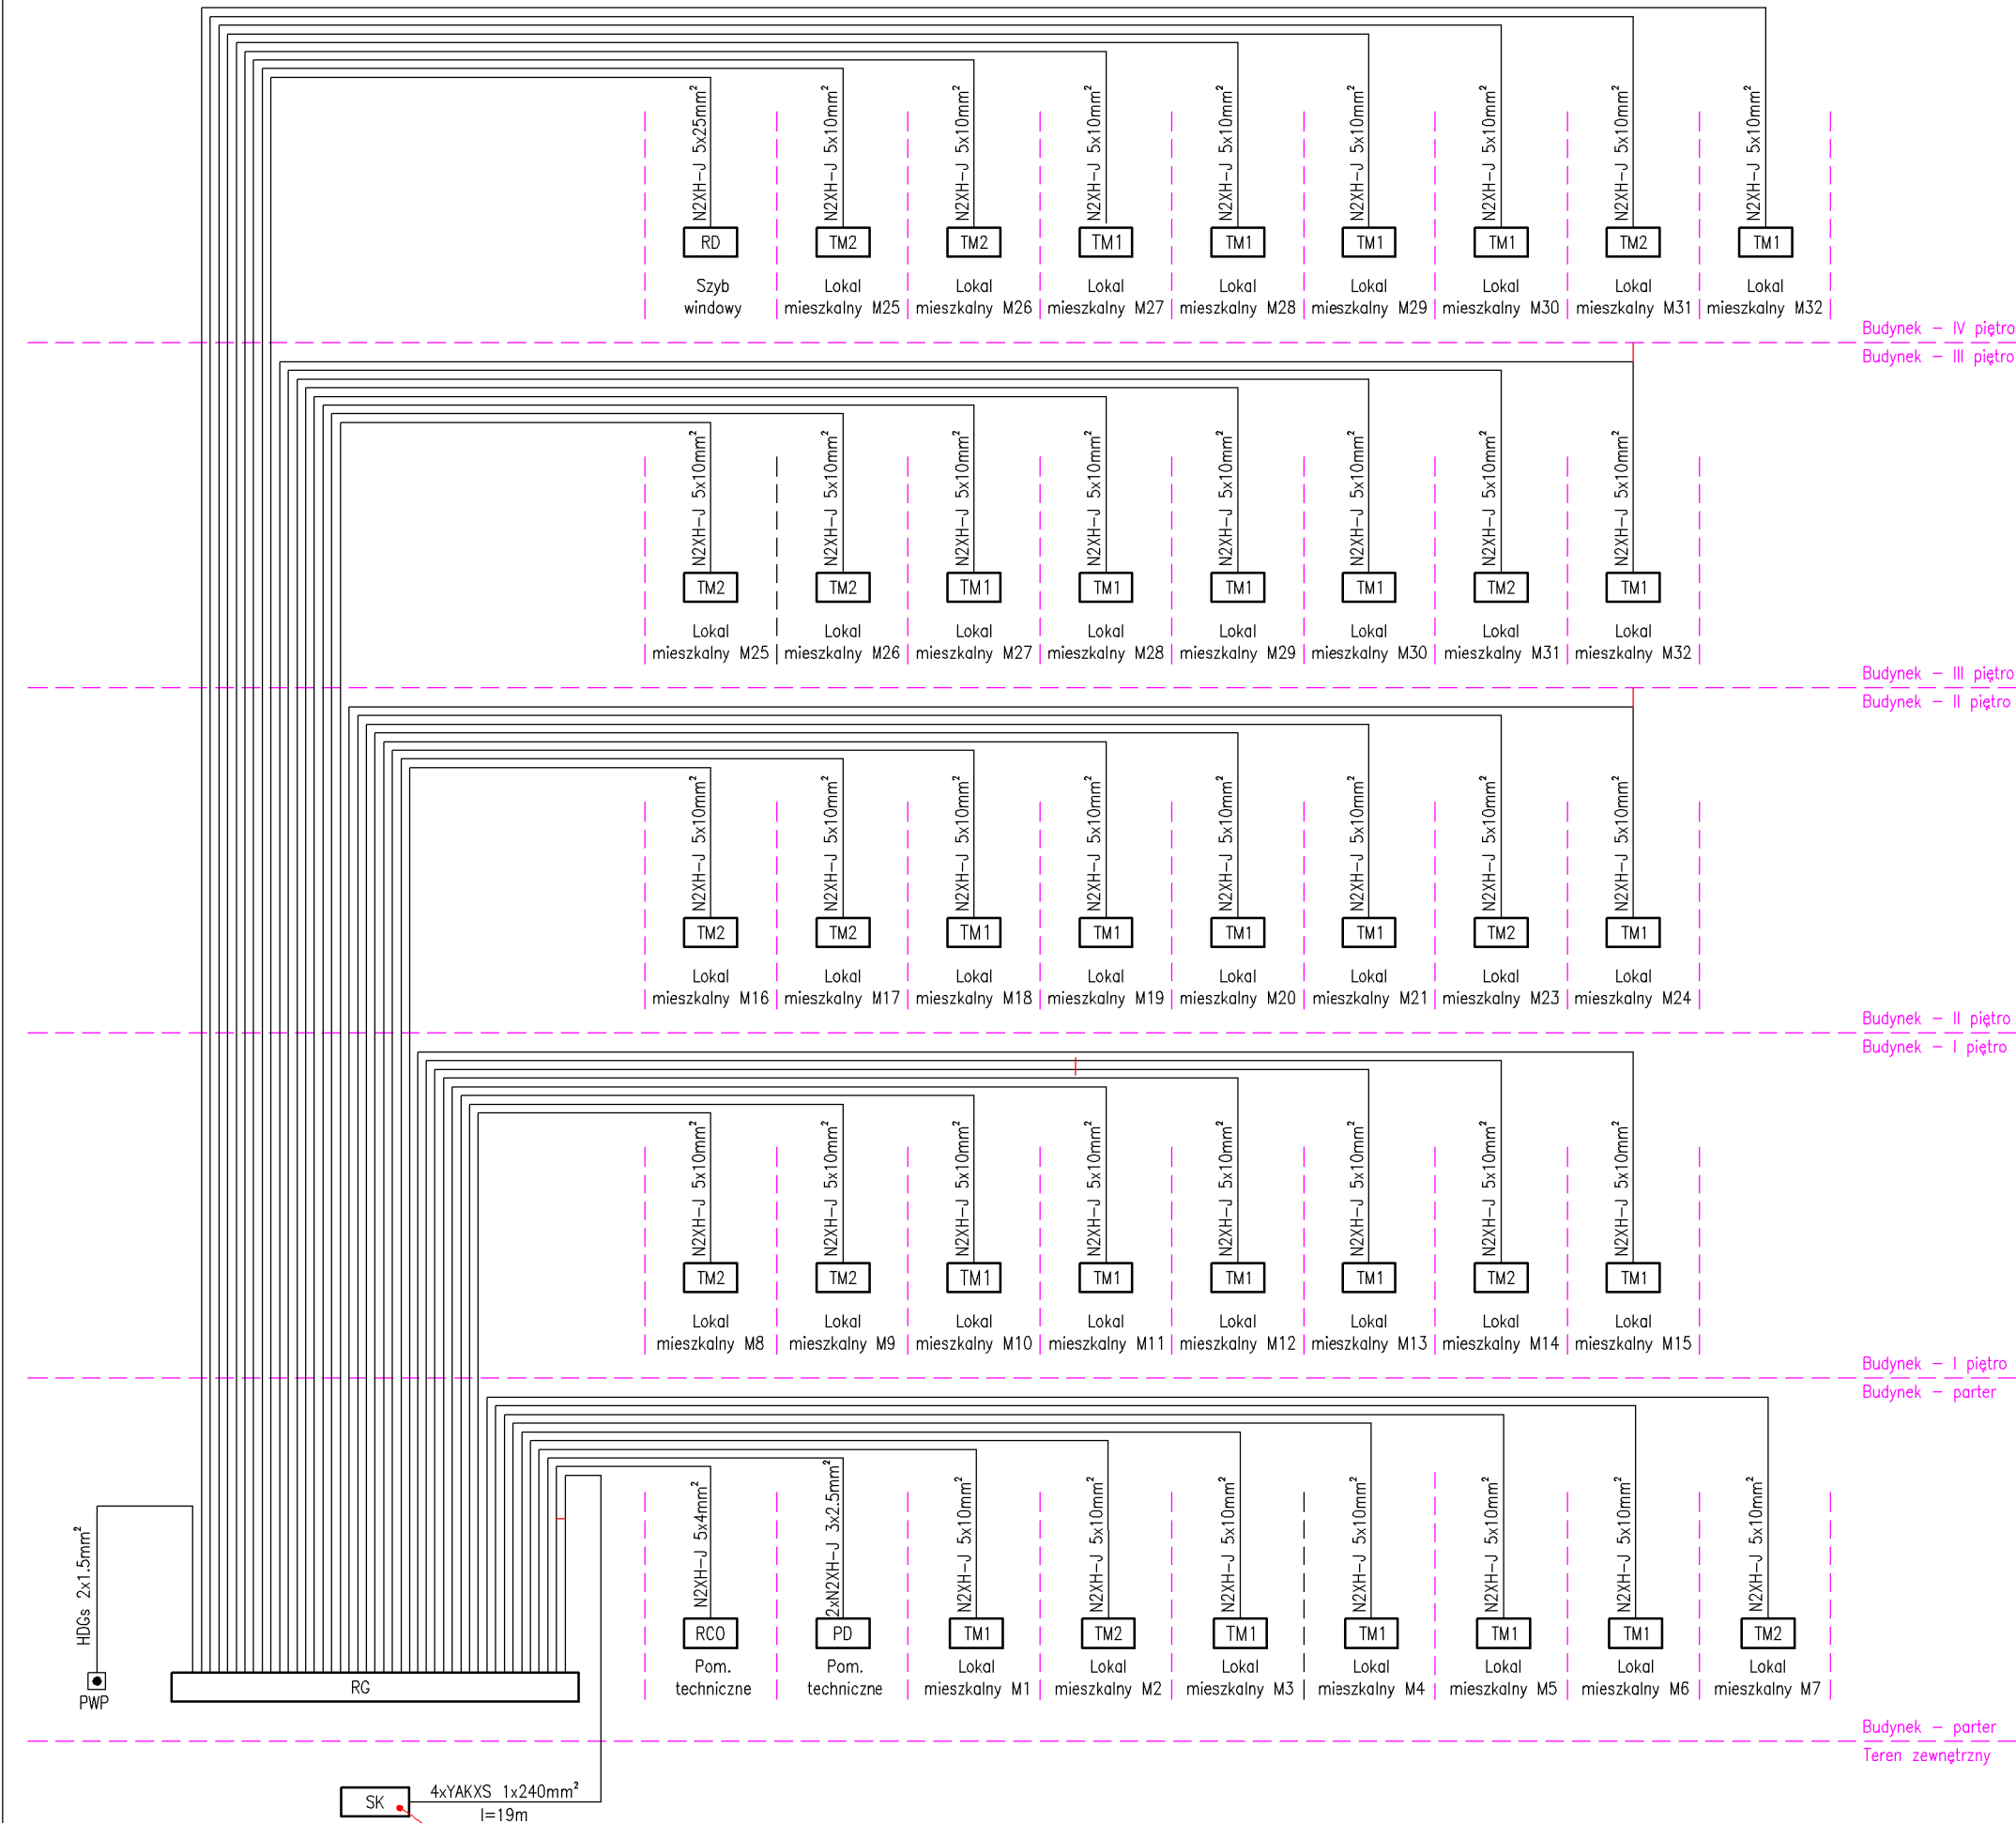 N2XH-J 5x25mm² N2XH-J 5x10mm² N2XH-J 5x10mm² N2XH-J 5x10mm² N2XH-J 5x10mm² N2XH-J 5x10mm² N2XH-J 5x10mm² N2XH-J 5x10mm² N2XH-J 5x10mm²
RD TM2 TM2 TM1 TM1 TM1 TM1 TM2 TM1
Szyb Lokal Lokal Lokal Lokal Lokal Lokal Lokal Lokal
windowy mieszkalny M25 mieszkalny M26 mieszkalny M27 mieszkalny M28 mieszkalny M29 mieszkalny M30 mieszkalny M31 mieszkalny M32
Budynek - IV piętro
Budynek - III piętro
N2XH-J 5x10mm² N2XH-J 5x10mm² N2XH-J 5x10mm² N2XH-J 5x10mm² N2XH-J 5x10mm² N2XH-J 5x10mm² N2XH-J 5x10mm² N2XH-J 5x10mm²
TM2 TM2 TM1 TM1 TM1 TM1 TM2 TM1
Lokal Lokal Lokal Lokal Lokal Lokal Lokal Lokal
mieszkalny M25 mieszkalny M26 mieszkalny M27 mieszkalny M28 mieszkalny M29 mieszkalny M30 mieszkalny M31 mieszkalny M32
Budynek - III piętro
Budynek - II piętro
N2XH-J 5x10mm² N2XH-J 5x10mm² N2XH-J 5x10mm² N2XH-J 5x10mm² N2XH-J 5x10mm² N2XH-J 5x10mm² N2XH-J 5x10mm² N2XH-J 5x10mm²
TM2 TM2 TM1 TM1 TM1 TM1 TM2 TM1
Lokal Lokal Lokal Lokal Lokal Lokal Lokal Lokal
mieszkalny M16 mieszkalny M17 mieszkalny M18 mieszkalny M19 mieszkalny M20 mieszkalny M21 mieszkalny M23 mieszkalny M24
Budynek - II piętro
Budynek - I piętro
N2XH-J 5x10mm² N2XH-J 5x10mm² N2XH-J 5x10mm² N2XH-J 5x10mm² N2XH-J 5x10mm² N2XH-J 5x10mm² N2XH-J 5x10mm² N2XH-J 5x10mm²
TM2 TM2 TM1 TM1 TM1 TM1 TM2 TM1
Lokal Lokal Lokal Lokal Lokal Lokal Lokal Lokal
mieszkalny M8 mieszkalny M9 mieszkalny M10 mieszkalny M11 mieszkalny M12 mieszkalny M13 mieszkalny M14 mieszkalny M15
Budynek - I piętro
Budynek - parter
HDGs 2x1.5mm² N2XH-J 5x4mm² 2xN2XH-J 3x2.5mm² N2XH-J 5x10mm² N2XH-J 5x10mm² N2XH-J 5x10mm² N2XH-J 5x10mm² N2XH-J 5x10mm² N2XH-J 5x10mm² N2XH-J 5x10mm²
RCO PD TM1 TM2 TM1 TM1 TM1 TM1 TM2
Pom. Pom. Lokal Lokal Lokal Lokal Lokal Lokal Lokal
techniczne techniczne mieszkalny M1 mieszkalny M2 mieszkalny M3 mieszkalny M4 mieszkalny M5 mieszkalny M6 mieszkalny M7
RG
PWP
Budynek - parter
Teren zewnętrzny
SK 4xYAKXS 1x240mm²
l=19m